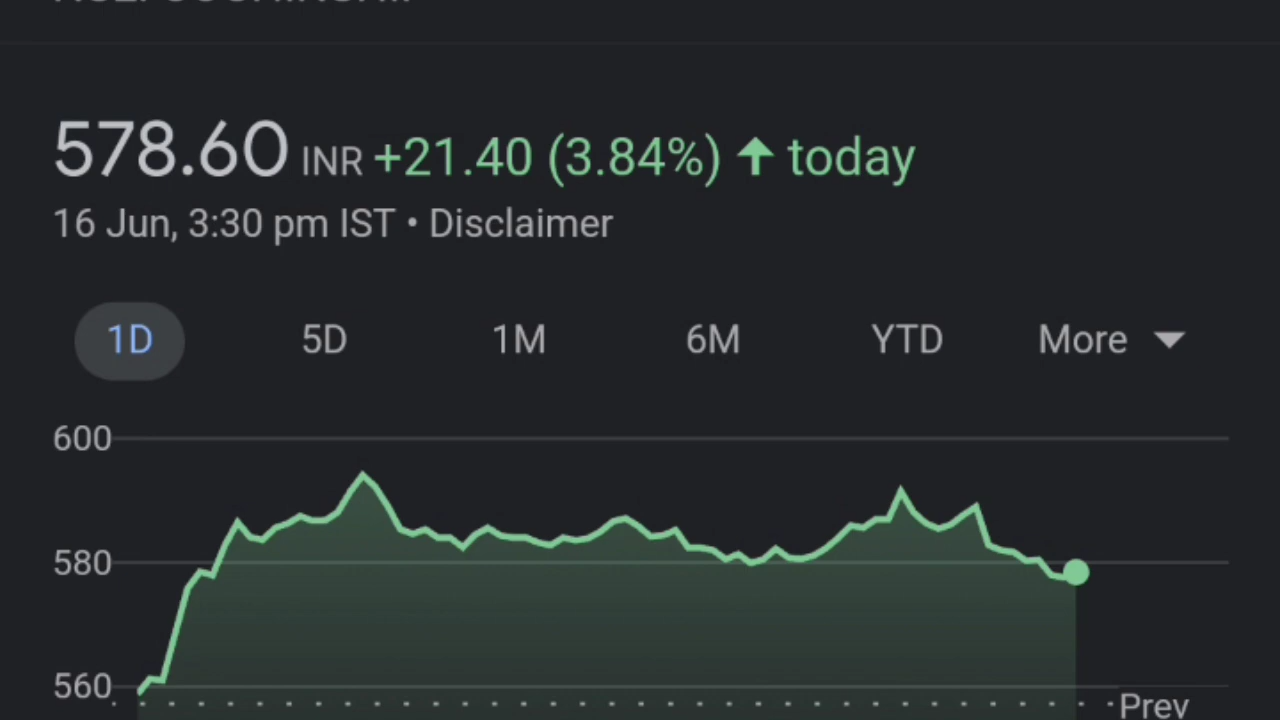 578.60 INR +21.40 (3.84%) ↑ today
16 Jun, 3:30 pm IST • Disclaimer
1D 5D 1M 6M YTD More
600
580
560
Prev